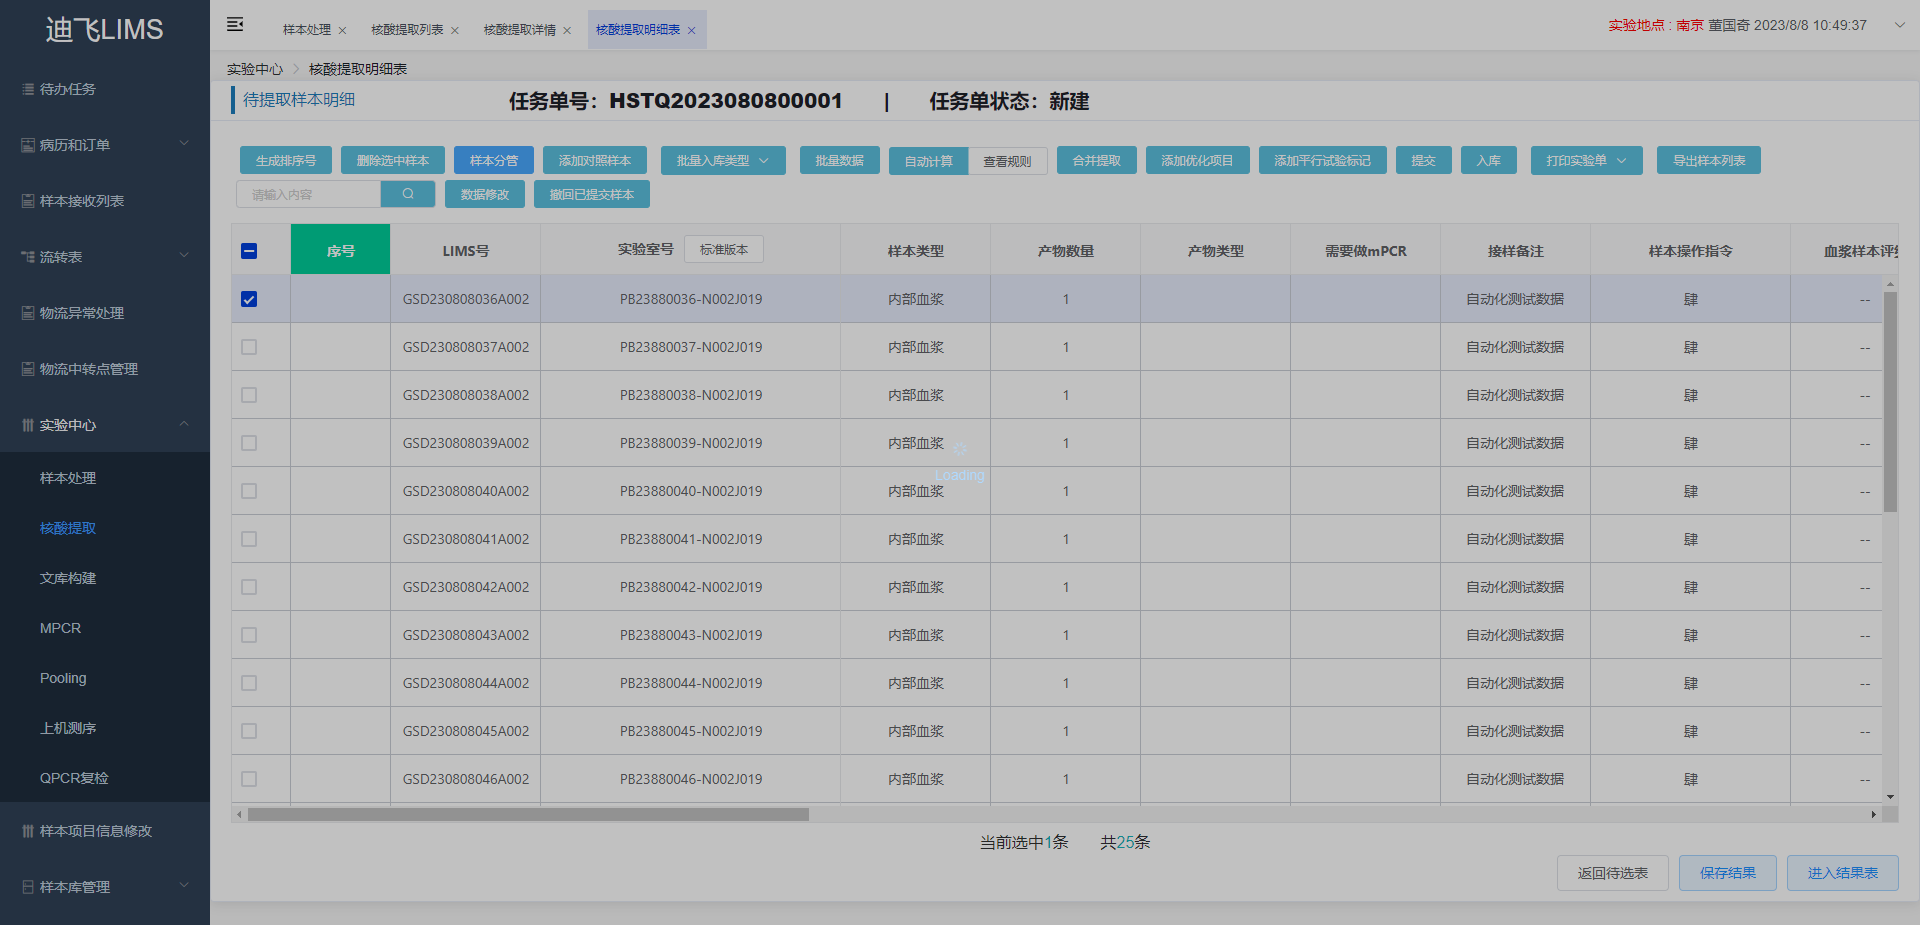 迪飞LIMS
样本处理 核酸提取列表 核酸提取详情 核酸提取明细表
实验地点 : 南京 董国奇 2023/8/8 10:49:37
实验中心 核酸提取明细表
待提取样本明细 任务单号：HSTQ2023080800001 | 任务单状态：新建
待办任务
病历和订单
样本接收列表
流转表
物流异常处理
物流中转点管理
实验中心
样本处理
核酸提取
文库构建
MPCR
Pooling
上机测序
QPCR复检
样本项目信息修改
样本库管理
生成排序号 删除选中样本 样本分管 添加对照样本 批量入库类型 批量数据 自动计算 查看规则 合并提取 添加优化项目 添加平行试验标记 提交 入库 打印实验单 导出样本列表
请输入内容 数据修改 撤回已提交样本
序号 LIMS号 实验室号 标准版本 样本类型 产物数量 产物类型 需要做mPCR 接样备注 样本操作指令 血浆样本评
GSD230808036A002 PB23880036-N002J019 内部血浆 1 自动化测试数据 肆 --
GSD230808037A002 PB23880037-N002J019 内部血浆 1 自动化测试数据 肆 --
GSD230808038A002 PB23880038-N002J019 内部血浆 1 自动化测试数据 肆 --
GSD230808039A002 PB23880039-N002J019 内部血浆 1 自动化测试数据 肆 --
Loading
GSD230808040A002 PB23880040-N002J019 内部血浆 1 自动化测试数据 肆 --
GSD230808041A002 PB23880041-N002J019 内部血浆 1 自动化测试数据 肆 --
GSD230808042A002 PB23880042-N002J019 内部血浆 1 自动化测试数据 肆 --
GSD230808043A002 PB23880043-N002J019 内部血浆 1 自动化测试数据 肆 --
GSD230808044A002 PB23880044-N002J019 内部血浆 1 自动化测试数据 肆 --
GSD230808045A002 PB23880045-N002J019 内部血浆 1 自动化测试数据 肆 --
GSD230808046A002 PB23880046-N002J019 内部血浆 1 自动化测试数据 肆 --
当前选中1条 共25条
返回待选表 保存结果 进入结果表